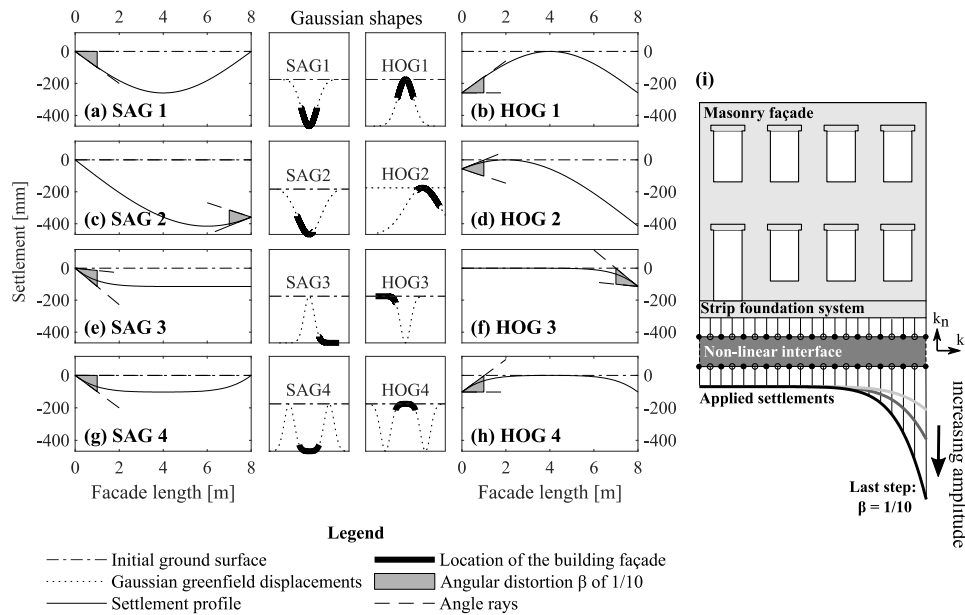 Gaussian shapes
0 2 4 6 8
0 2 4 6 8
Settlement [mm]
0
-200
-400
(a) SAG 1
SAG1
HOG1
(b) HOG 1
0
-200
-400
0
-200
-400
(c) SAG 2
SAG2
HOG2
(d) HOG 2
0
-200
-400
0
-200
-400
(e) SAG 3
SAG3
HOG3
(f) HOG 3
0
-200
-400
0
-200
-400
(g) SAG 4
SAG4
HOG4
(h) HOG 4
0
-200
-400
0 2 4 6 8
0 2 4 6 8
Facade length [m]
Facade length [m]
(i)
Masonry façade
Strip foundation system
kn
k
Non-linear interface
Applied settlements
increasing amplitude
Last step:
β = 1/10
Legend
Initial ground surface
Location of the building façade
Gaussian greenfield displacements
Angular distortion β of 1/10
Settlement profile
Angle rays